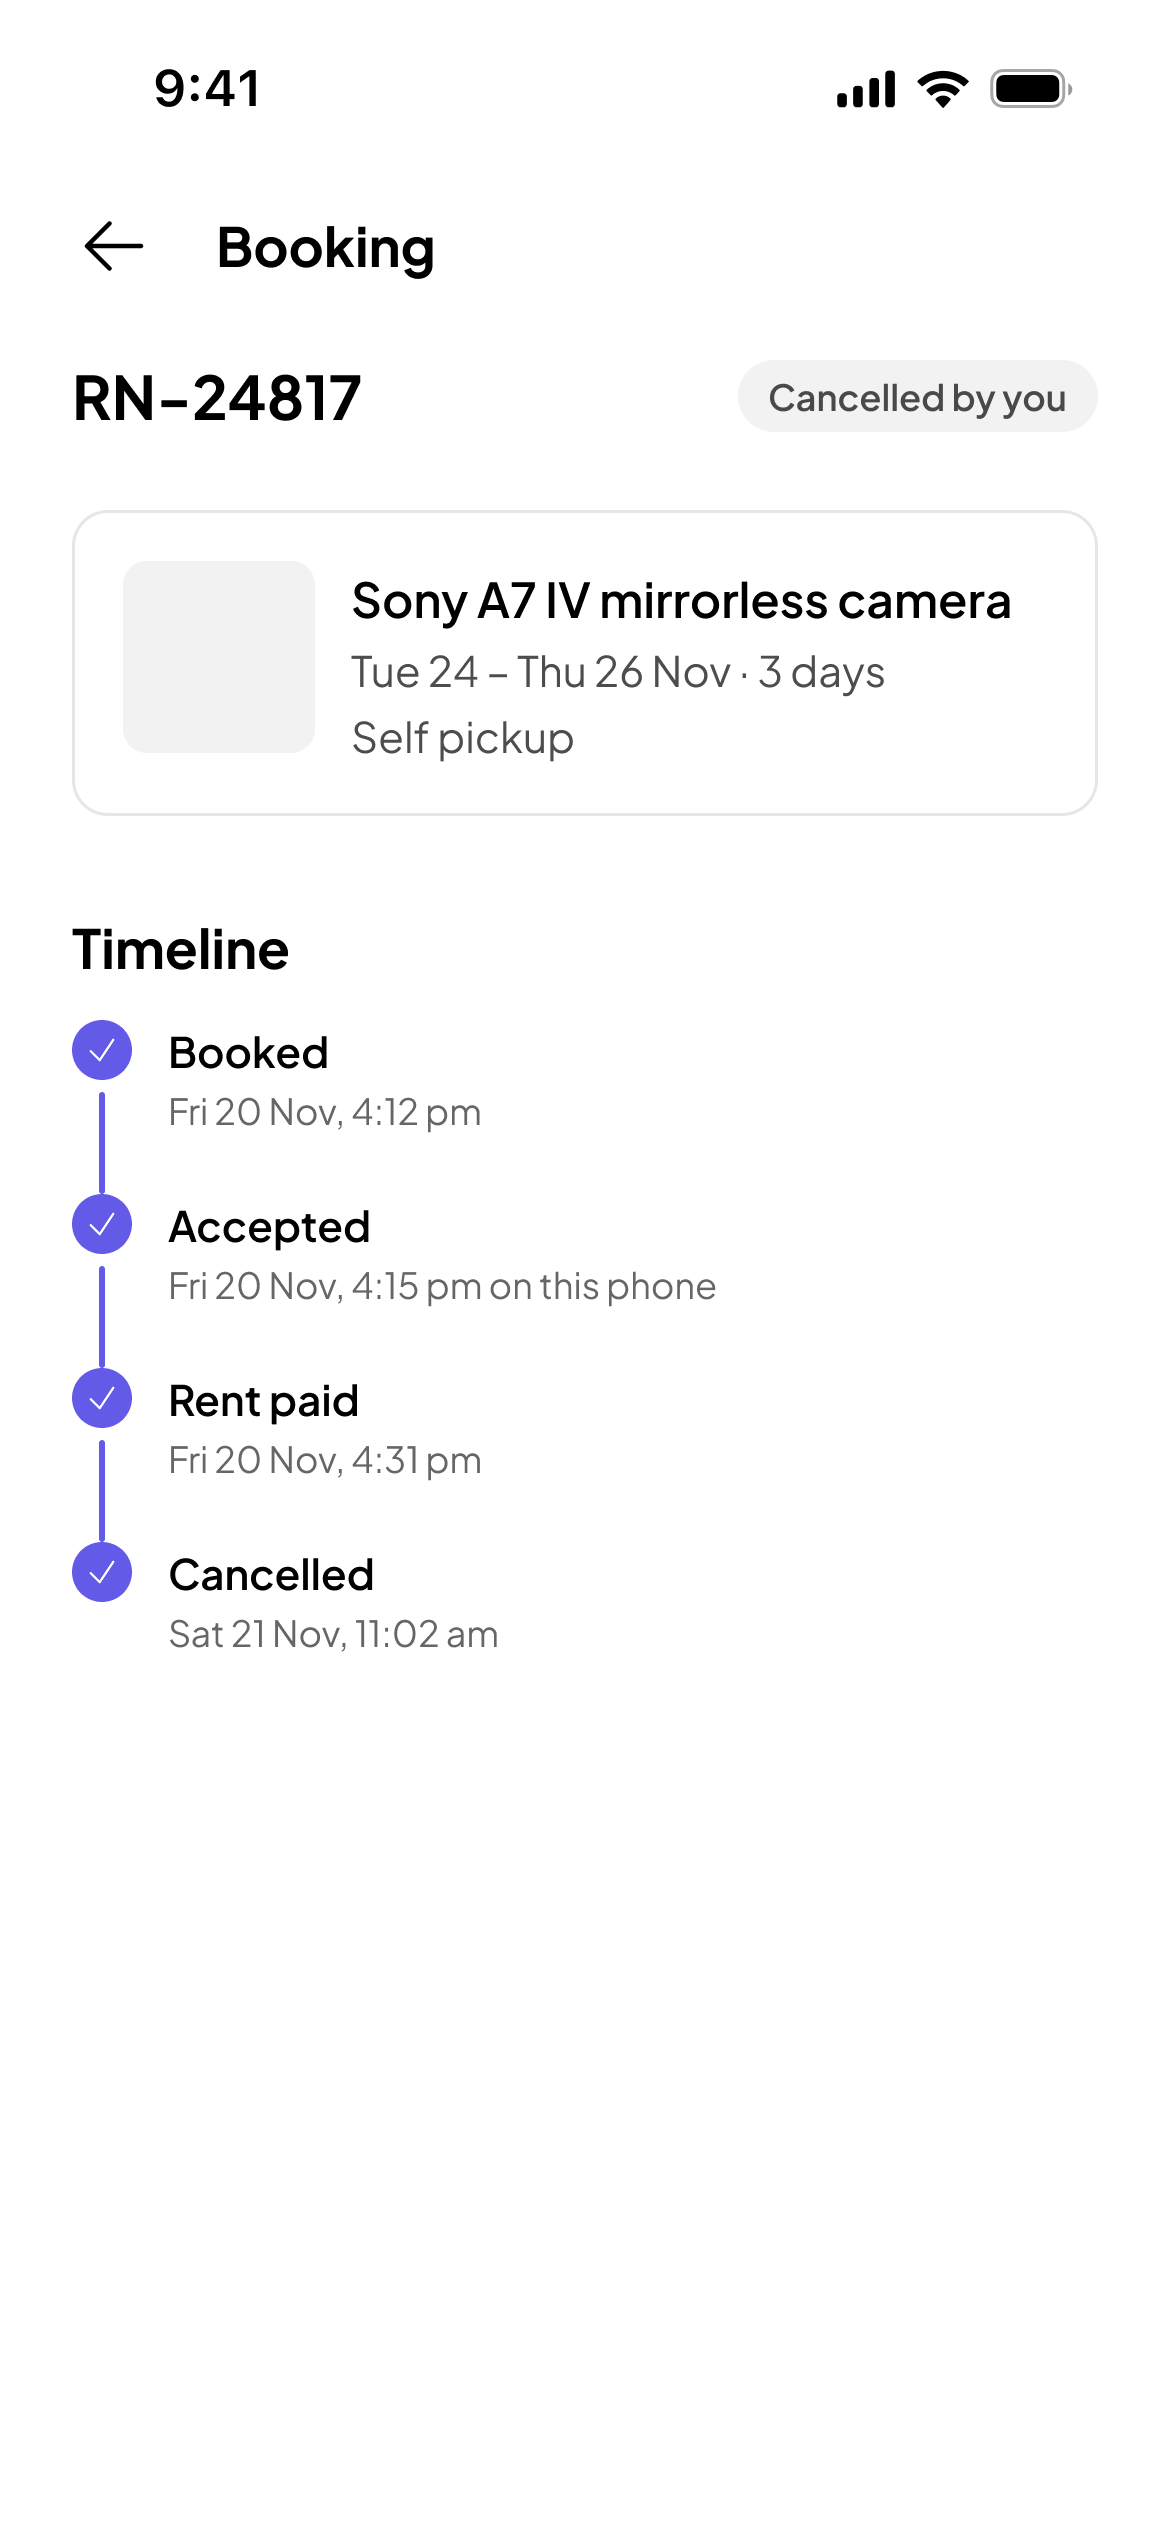 9:41
Booking
RN-24817
Cancelled by you
Sony A7 IV mirrorless camera
Tue 24 – Thu 26 Nov · 3 days
Self pickup
Timeline
Booked
Fri 20 Nov, 4:12 pm
Accepted
Fri 20 Nov, 4:15 pm on this phone
Rent paid
Fri 20 Nov, 4:31 pm
Cancelled
Sat 21 Nov, 11:02 am